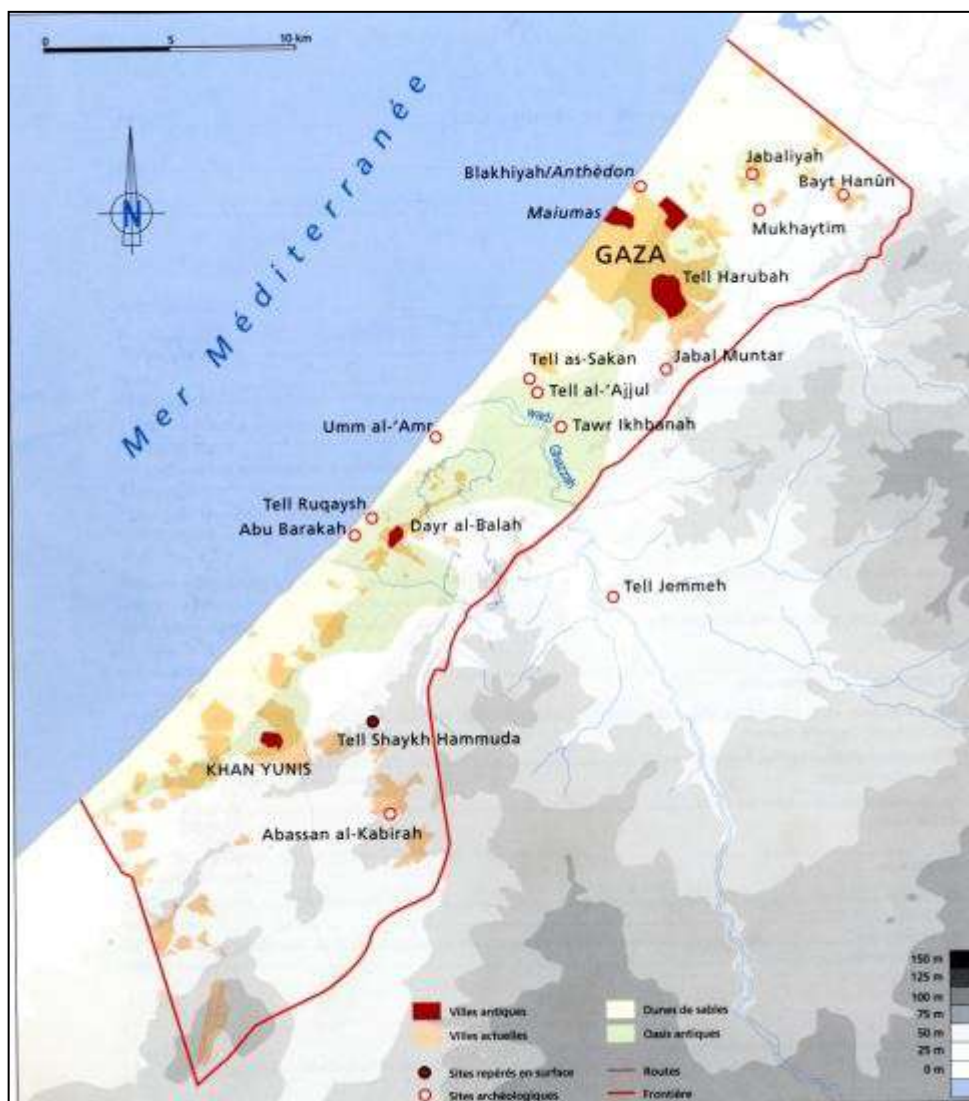 0 5 10 km
Mer Méditerranée
N
Jabaliyah
Blakhiyah/Anthédon
Bayt Hanûn
Maiumas
Mukhaytim
GAZA
Tell Harubah
Tell as-Sakan
Jabal Muntar
Tell al-'Ajjul
wadi Ghazzah
Umm al-'Amr
Tawr Ikhbanah
Tell Ruqaysh
Abu Barakah
Dayr al-Balah
Tell Jemmeh
Tell Shaykh Hammuda
KHAN YUNIS
Abassan al-Kabirah
Villes antiques
Villes actuelles
Sites repérés en surface
Sites archéologiques
Dunes de sables
Oasis antiques
Routes
Frontière
150 m
125 m
100 m
75 m
50 m
25 m
0 m